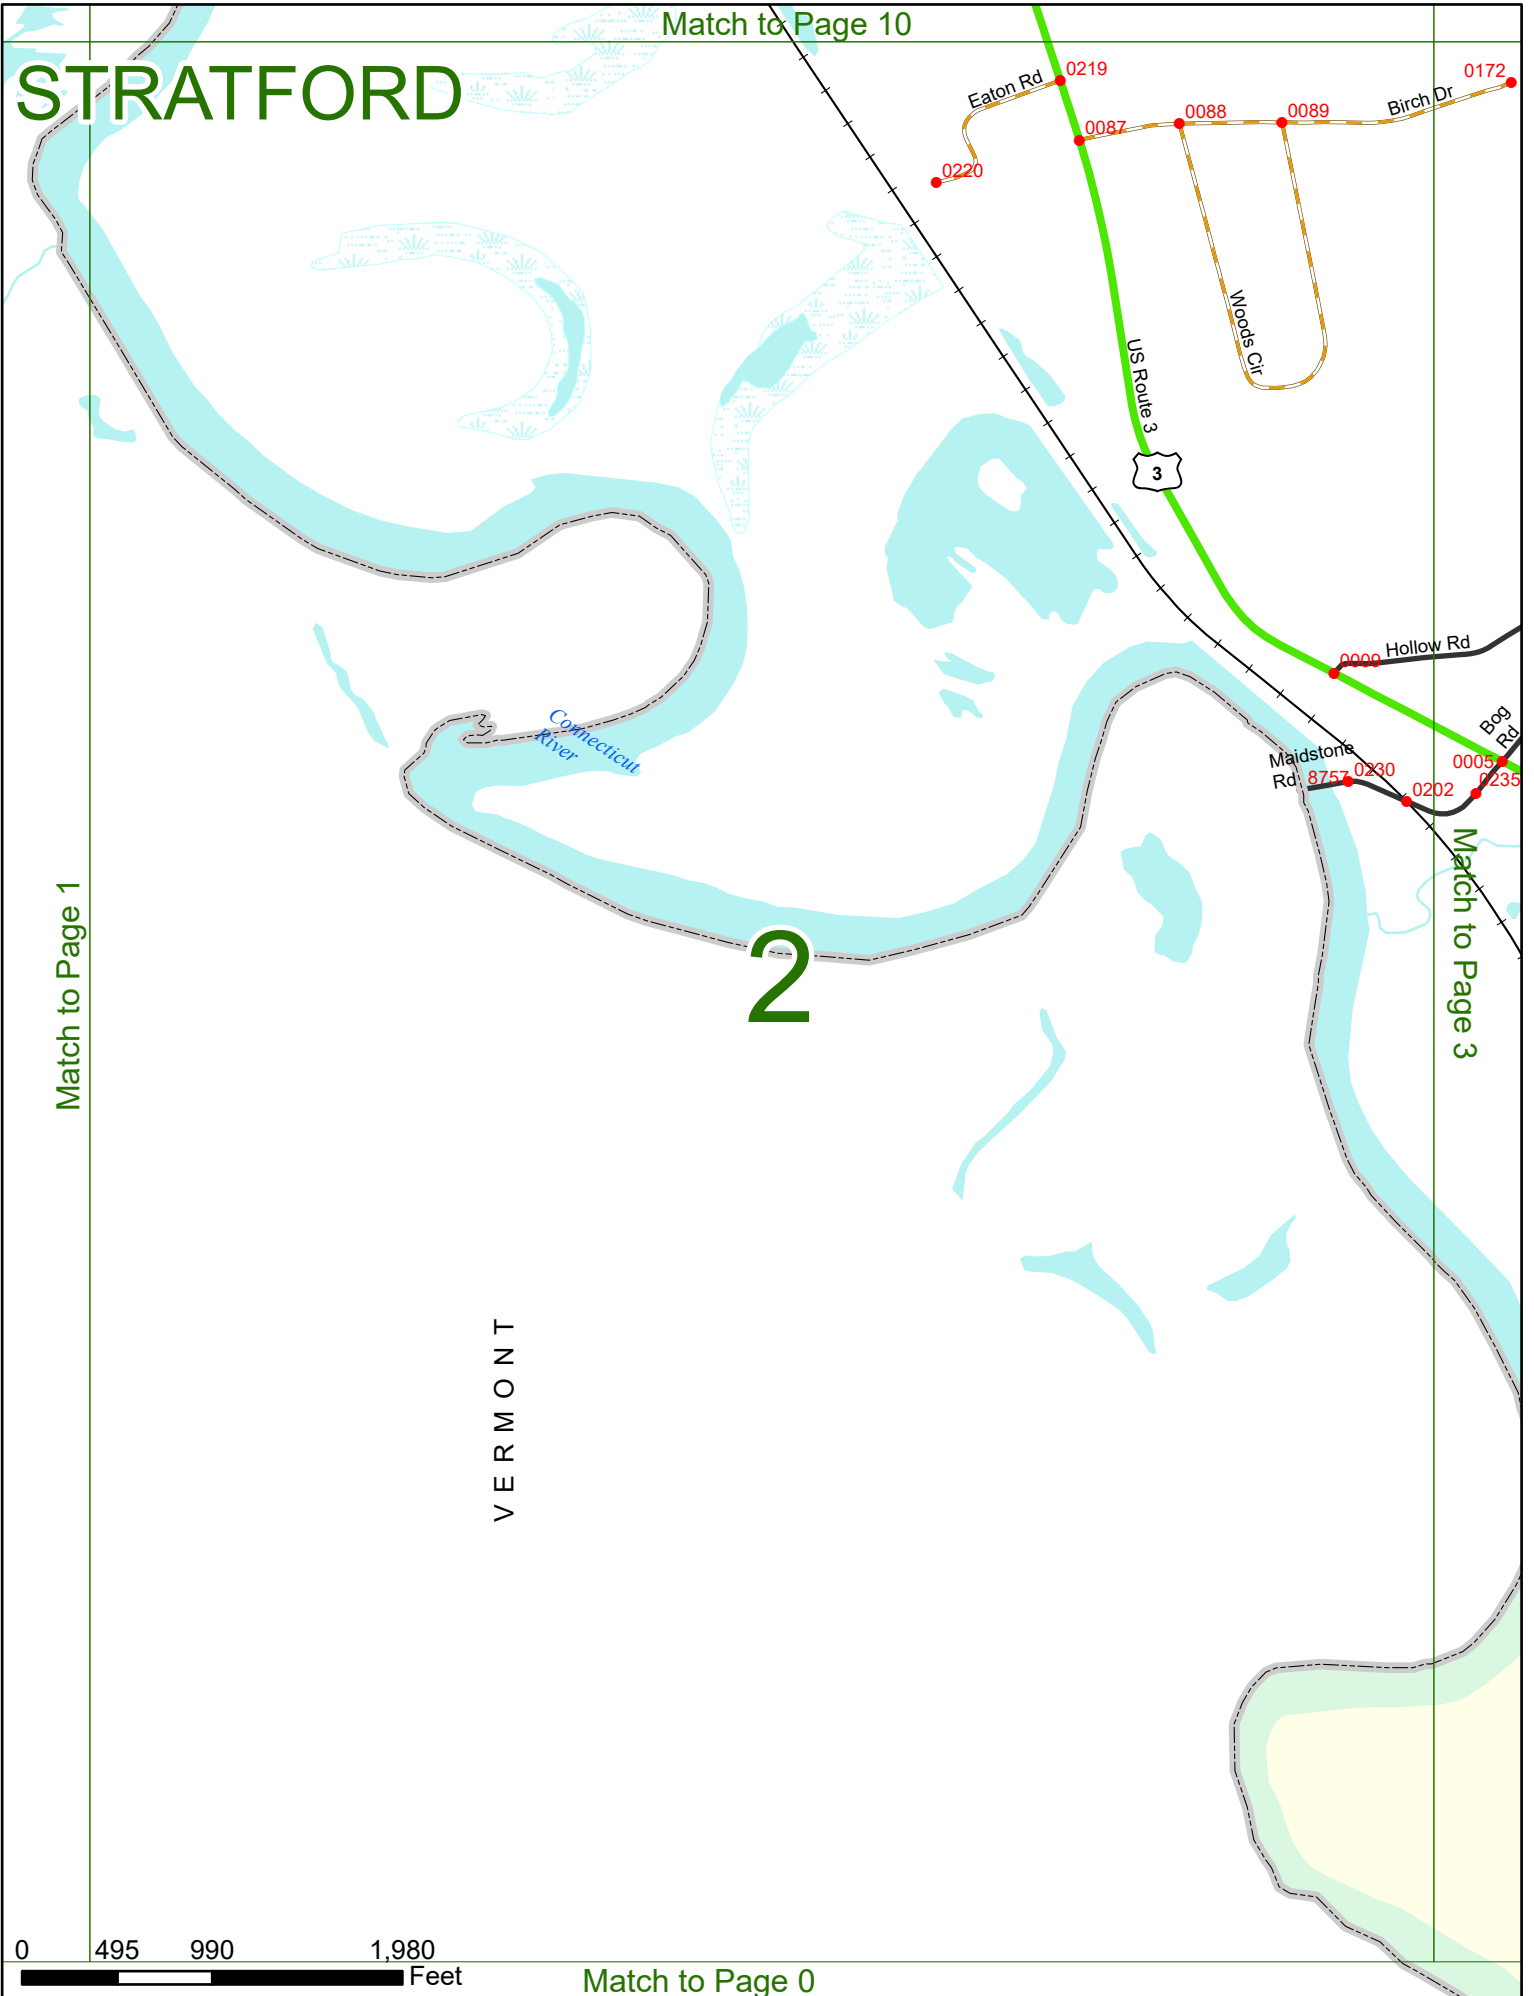 Match to Page 10
STRATFORD
0219
0172
Eaton Rd
Birch Dr
0088
0089
0087
0220
Woods Cir
US Route 3
3
Hollow Rd
0009
Bog
Rd
Connecticut
River
Maidstone
Rd
8757
0230
0005
0235
0202
Match to Page 1
2
Match to Page 3
VERMONT
0 495 990 1,980
Feet
Match to Page 0